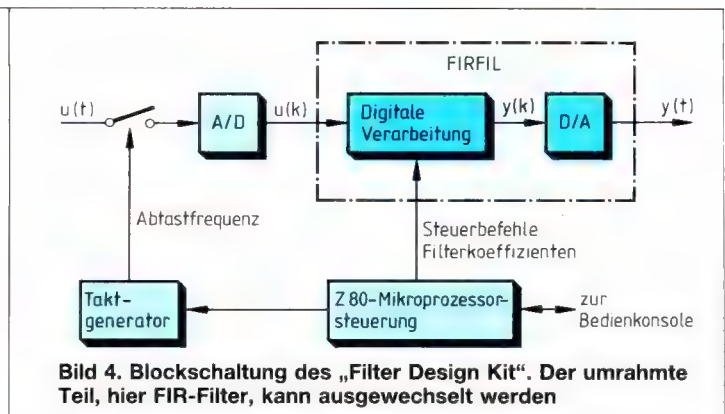 FIRFIL
u(t)
A/D
u(k)
Digitale
Verarbeitung
y(k)
D/A
y(t)
Abtastfrequenz
Steuerbefehle
Filterkoeffizienten
Takt-
generator
Z80-Mikroprozessor-
steuerung
zur
Bedienkonsole
Bild 4. Blockschaltung des „Filter Design Kit“. Der umrahmte
Teil, hier FIR-Filter, kann ausgewechselt werden